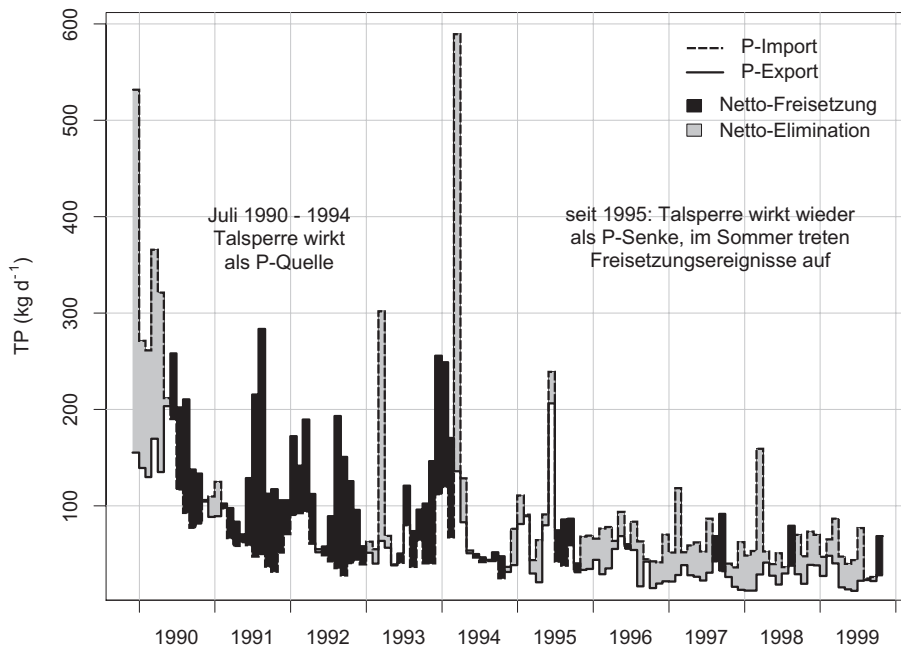 600
500
400
300
200
100
TP (kg d⁻¹)
P-Import
P-Export
Netto-Freisetzung
Netto-Elimination
Juli 1990 - 1994
Talsperre wirkt
als P-Quelle
seit 1995: Talsperre wirkt wieder
als P-Senke, im Sommer treten
Freisetzungsereignisse auf
1990 1991 1992 1993 1994 1995 1996 1997 1998 1999